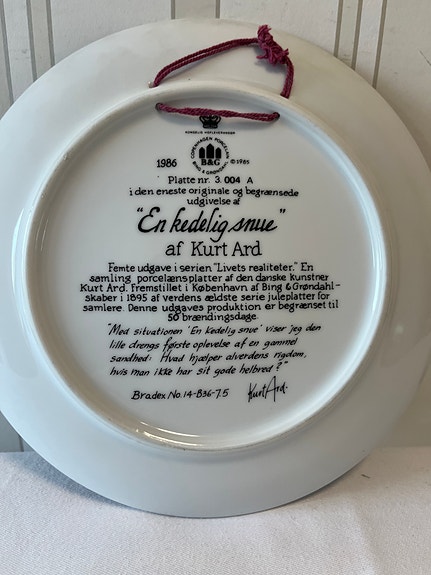 KONGELIG HOFLEVERANDØR
COPENHAGEN PORCELAIN
B&G
BING & GRØNDAHL
1986
©1985
Platte nr. 3.004 A
i den eneste originale og begrænsede
udgivelse af
"En kedelig snue"
af Kurt Ard
Femte udgave i serien "Livets realiteter." En
samling porcelænsplatter af den danske kunstner
Kurt Ard. Fremstillet i København af Bing & Grøndahl-
skaber i 1895 af verdens ældste serie juleplatter for
samlere. Denne udgaves produktion er begrænset til
50 brændingsdage.
"Med situationen 'En kedelig snue' viser jeg den
lille drengs første oplevelse af en gammel
sandhed: Hvad hjælper alverdens rigdom,
hvis man ikke har sit gode helbred?"
Bradex No. 14-B36-7.5
Kurt Ard.